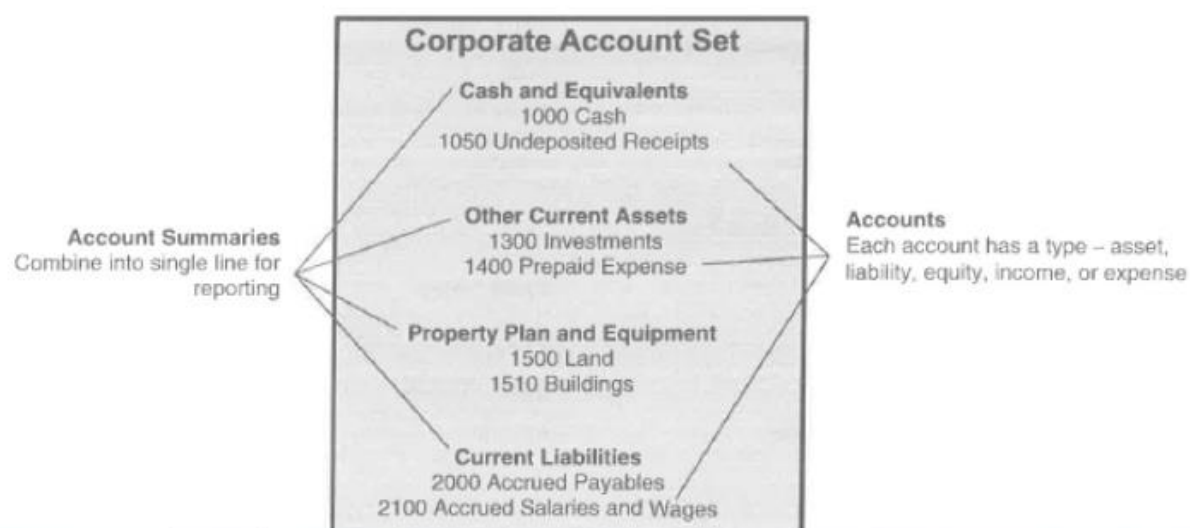 Corporate Account Set
Cash and Equivalents
1000 Cash
1050 Undeposited Receipts
Other Current Assets
1300 Investments
1400 Prepaid Expense
Property Plan and Equipment
1500 Land
1510 Buildings
Current Liabilities
2000 Accrued Payables
2100 Accrued Salaries and Wages
Account Summaries
Combine into single line for
reporting
Accounts
Each account has a type – asset,
liability, equity, income, or expense